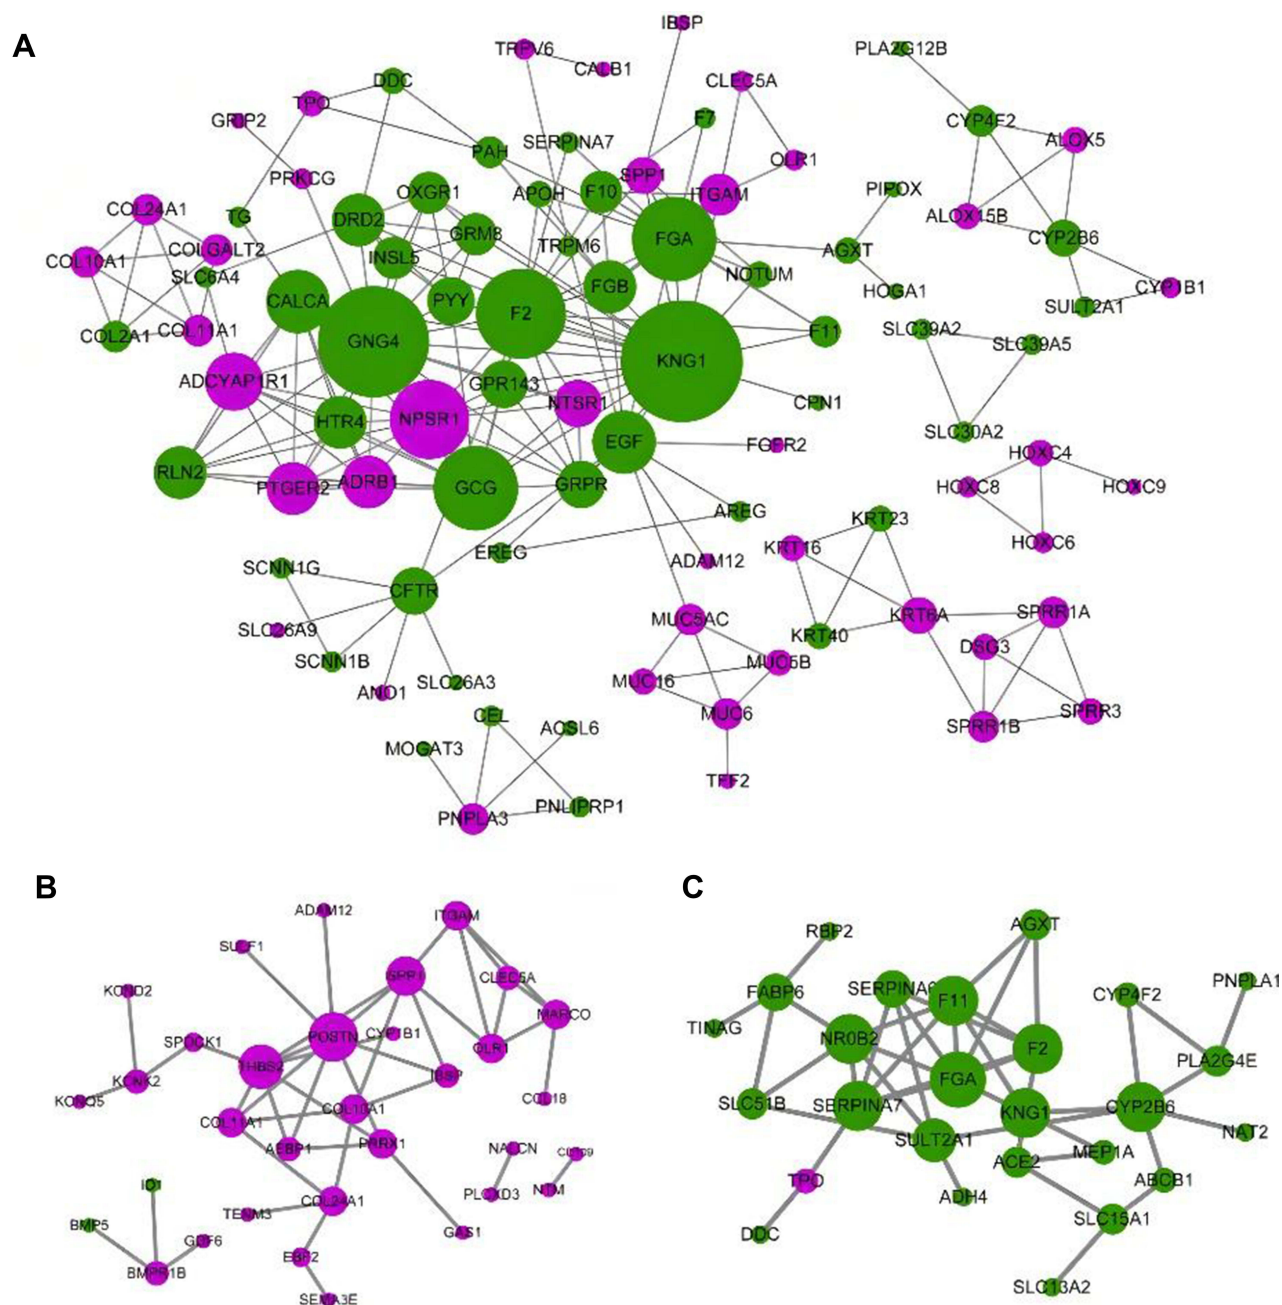 A
IBSP
TRPV6
CALB1
PLA2G12B
DDC
CLEC5A
TPO
GRIP2
F7
CYP4F2
ALOX5
SERPINA7
PAH
OLR1
SPP1
PRKCG
OXGR1
APOH
F10
ITGAM
PIPOX
COL24A1
TG
DRD2
ALOX15B
GRM8
FGA
CYP2B6
COLGALT2
TRPM6
AGXT
COL10A1
INSL5
SLC6A4
NOTUM
FGB
HOGA1
CYP1B1
CALCA
PYY
SULT2A1
F2
COL2A1
COL11A1
GNG4
F11
SLC39A2
SLC39A5
KNG1
ADCYAP1R1
GPR143
NTSR1
CPN1
HTR4
NPSR1
SLC30A2
EGF
FGFR2
HOXC4
RLN2
PTGER2
ADRB1
GCG
GRPR
HOXC8
HOXC9
AREG
KRT23
EREG
HOXC6
KRT16
ADAM12
SCNN1G
CFTR
KRT6A
SPRR1A
MUC5AC
SLC26A9
KRT40
DSG3
SCNN1B
MUC5B
MUC16
SLC26A3
ANO1
MUC6
SPRR3
SPRR1B
CEL
ACSL6
MOGAT3
TFF2
PNLIPRP1
PNPLA3
B
ADAM12
ITGAM
SULF1
SPP1
CLEC5A
KCND2
MARCO
POSTN
CYP1B1
SPOCK1
OLR1
THBS2
IBSP
KCNK2
KCNQ5
CCL18
COL10A1
COL11A1
AEBP1
PRRX1
NALCN
PLCXD3
NTM
ID1
COL24A1
TENM3
BMP5
GAS1
GDF6
EBF2
BMPR1B
SEMA3E
C
AGXT
RBP2
PNPLA1
FABP6
SERPINA6
F11
CYP4F2
TINAG
NR0B2
F2
PLA2G4E
FGA
SLC51B
SERPINA7
KNG1
CYP2B6
SULT2A1
NAT2
MEP1A
ACE2
TPO
ADH4
ABCB1
SLC15A1
DDC
SLC13A2